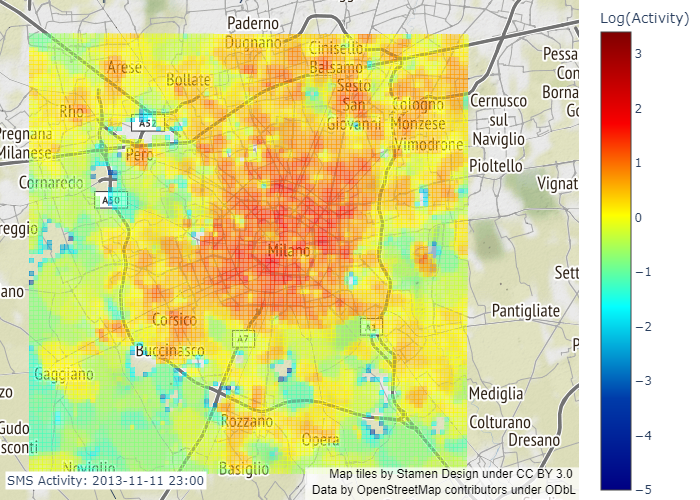 Log(Activity)
Paderno
Dugnano
Cinisello
Balsamo
Arese
Bollate
Sesto
San
Giovanni
Rho
Cologno
Monzese
Vimodrone
Pessa
Con
Borna
Go
Cernusco
sul
Naviglio
A52
Pregnana
Milanese
Pero
Pioltello
Cornaredo
Vignat
A50
reggio
Milano
Sett
ano
Pantigliate
Corsico
A7
A1
Buccinasco
P
Gaggiano
zo
Mediglia
Rozzano
Colturano
Gudo
sconti
Opera
Dresano
Noviglio
Basiglio
3
2
1
0
−1
−2
−3
−4
−5
SMS Activity: 2013-11-11 23:00
Map tiles by Stamen Design under CC BY 3.0
Data by OpenStreetMap contributors under ODbL